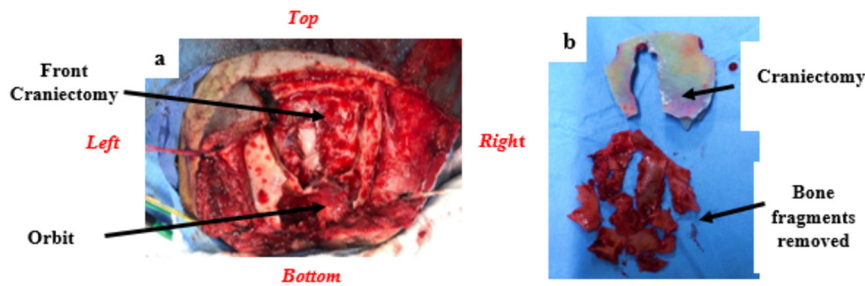 Top
a
Front
Craniectomy
Left
Right
Orbit
Bottom
b
Craniectomy
Bone
fragments
removed